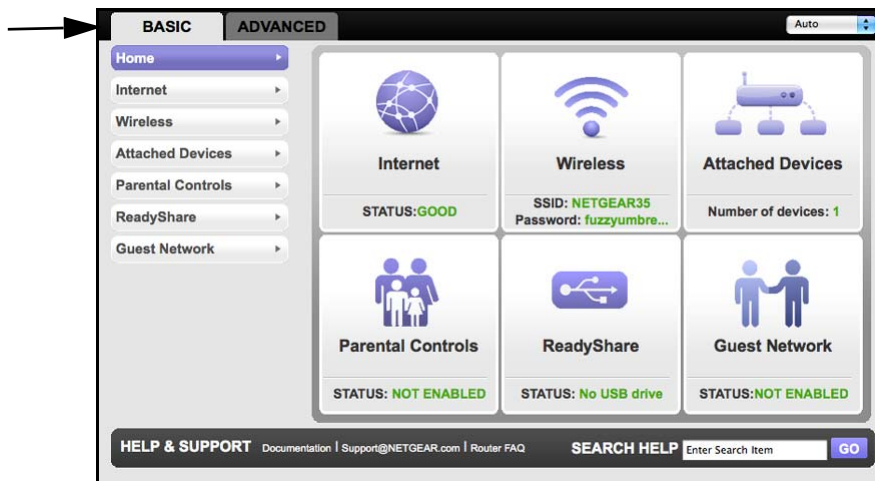 BASIC ADVANCED Auto
Home
Internet
Wireless
Attached Devices
Parental Controls
ReadyShare
Guest Network
Internet
STATUS:GOOD
Wireless
SSID: NETGEAR35
Password: fuzzyumbre...
Attached Devices
Number of devices: 1
Parental Controls
STATUS: NOT ENABLED
ReadyShare
STATUS: No USB drive
Guest Network
STATUS:NOT ENABLED
HELP & SUPPORT Documentation | Support@NETGEAR.com | Router FAQ SEARCH HELP Enter Search Item GO